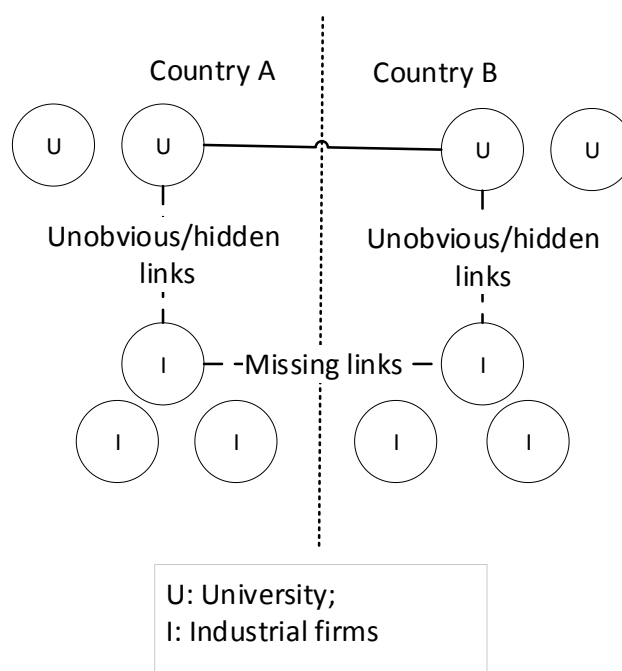 Country A
Country B
U
U
U
U
Unobvious/hidden
links
Unobvious/hidden
links
I
Missing links
I
I
I
I
I
U: University;
I: Industrial firms